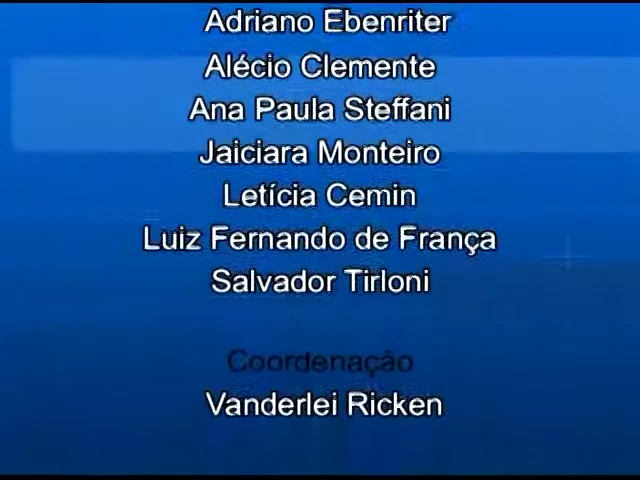 Adriano Ebenriter
Alécio Clemente
Ana Paula Steffani
Jaiciara Monteiro
Letícia Cemin
Luiz Fernando de França
Salvador Tirloni
Coordenação
Vanderlei Ricken